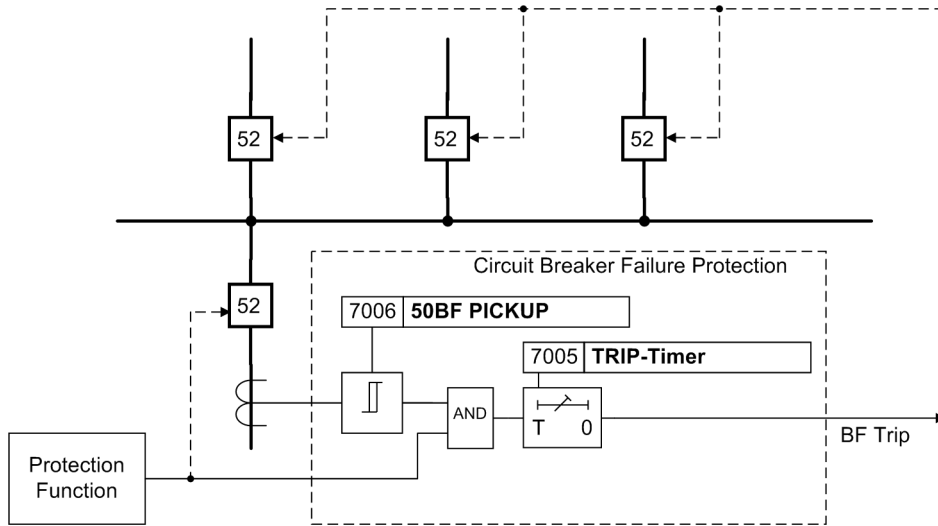 52
52
52
Circuit Breaker Failure Protection
52
7006 50BF PICKUP
7005 TRIP-Timer
AND
T 0
BF Trip
Protection
Function